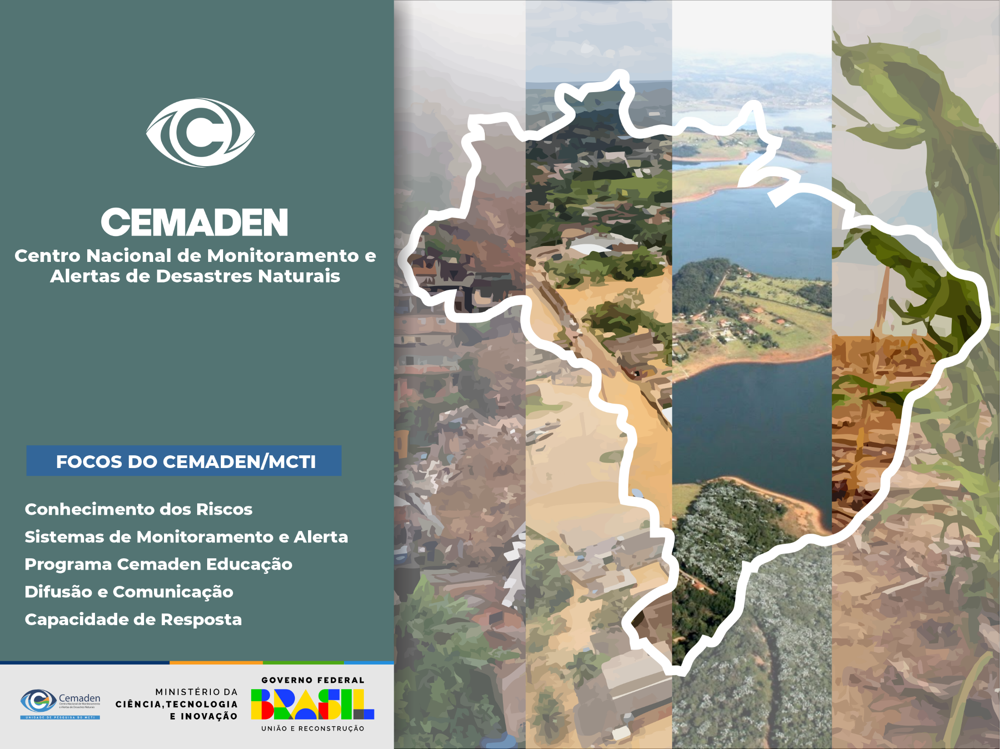 CEMADEN
Centro Nacional de Monitoramento e
Alertas de Desastres Naturais
FOCOS DO CEMADEN/MCTI
Conhecimento dos Riscos
Sistemas de Monitoramento e Alerta
Programa Cemaden Educação
Difusão e Comunicação
Capacidade de Resposta
Cemaden
Centro Nacional de Monitoramento
e Alertas de Desastres Naturais
UNIDADE DE PESQUISA DO MCTI
MINISTÉRIO DA
CIÊNCIA,TECNOLOGIA
E INOVAÇÃO
GOVERNO FEDERAL
BRASIL
UNIÃO E RECONSTRUÇÃO